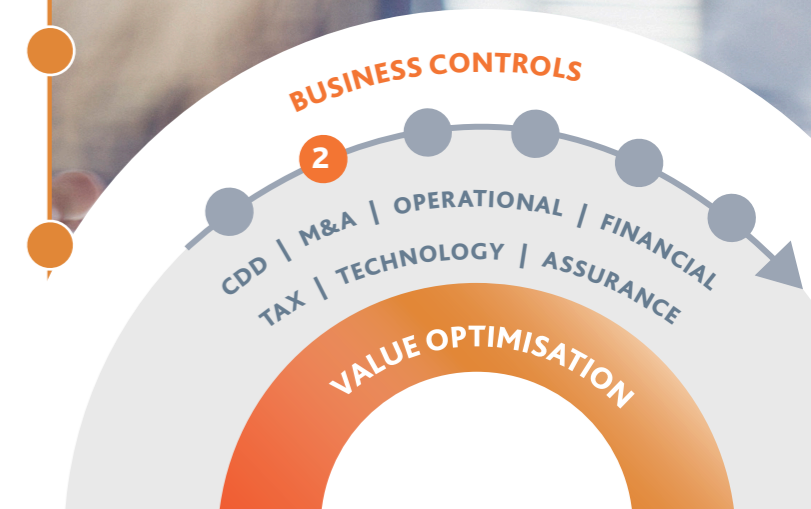 BUSINESS CONTROLS
2
CDD | M&A | OPERATIONAL | FINANCIAL
TAX | TECHNOLOGY | ASSURANCE
VALUE OPTIMISATION